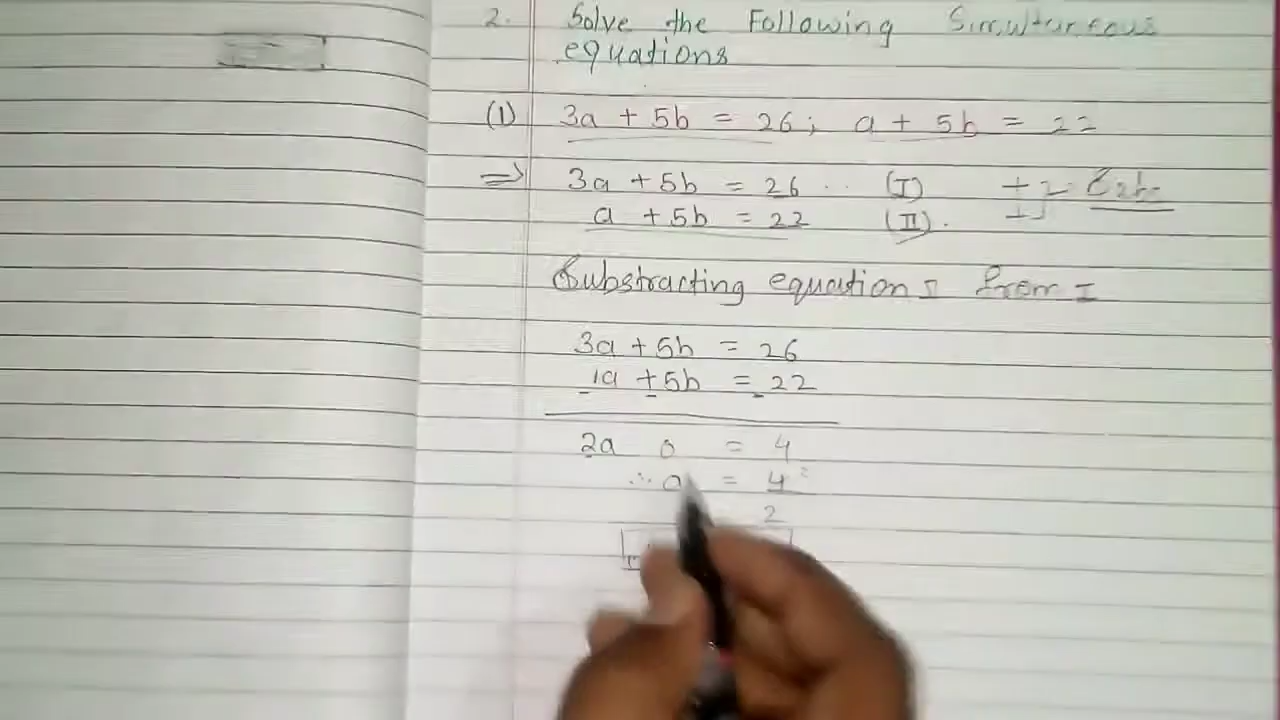 2. Solve the Following Simultaneous
equations
(1) 3a + 5b = 26; a + 5b = 22
⇒ 3a + 5b = 26 .. (I)
a + 5b = 22 (II).
Substracting equation I from I
3a + 5b = 26
1a + 5b = 22
2a 0 = 4
∴ a = 4 2
2